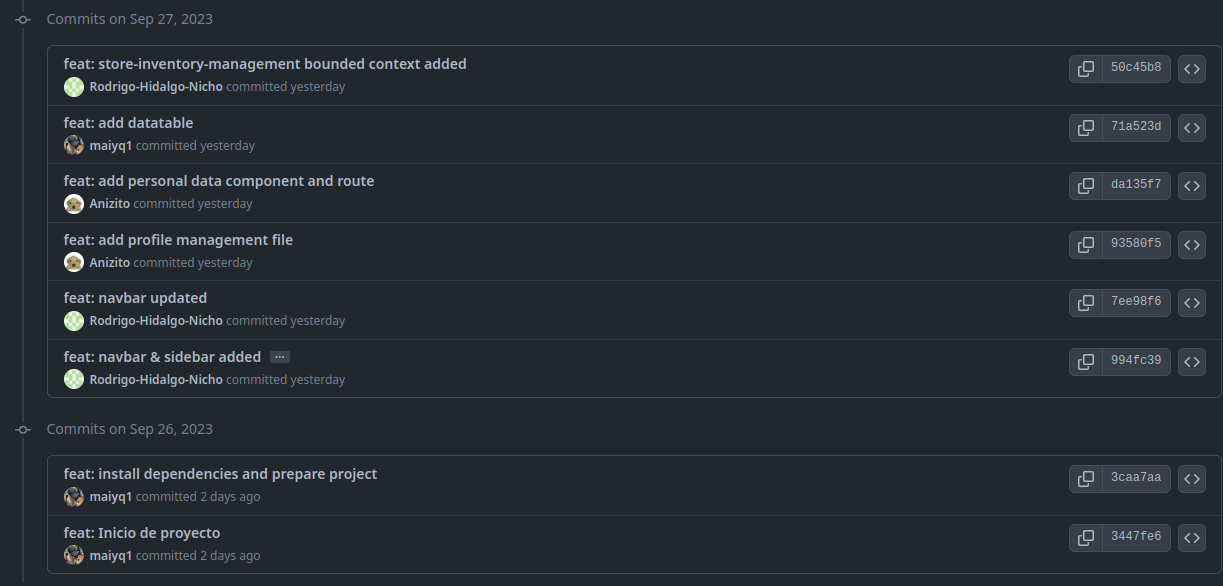 Commits on Sep 27, 2023
feat: store-inventory-management bounded context added
50c45b8
Rodrigo-Hidalgo-Nicho committed yesterday
feat: add datatable
71a523d
maiyq1 committed yesterday
feat: add personal data component and route
da135f7
Anizito committed yesterday
feat: add profile management file
93580f5
Anizito committed yesterday
feat: navbar updated
7ee98f6
Rodrigo-Hidalgo-Nicho committed yesterday
feat: navbar & sidebar added ...
994fc39
Rodrigo-Hidalgo-Nicho committed yesterday
Commits on Sep 26, 2023
feat: install dependencies and prepare project
3caa7aa
maiyq1 committed 2 days ago
feat: Inicio de proyecto
3447fe6
maiyq1 committed 2 days ago